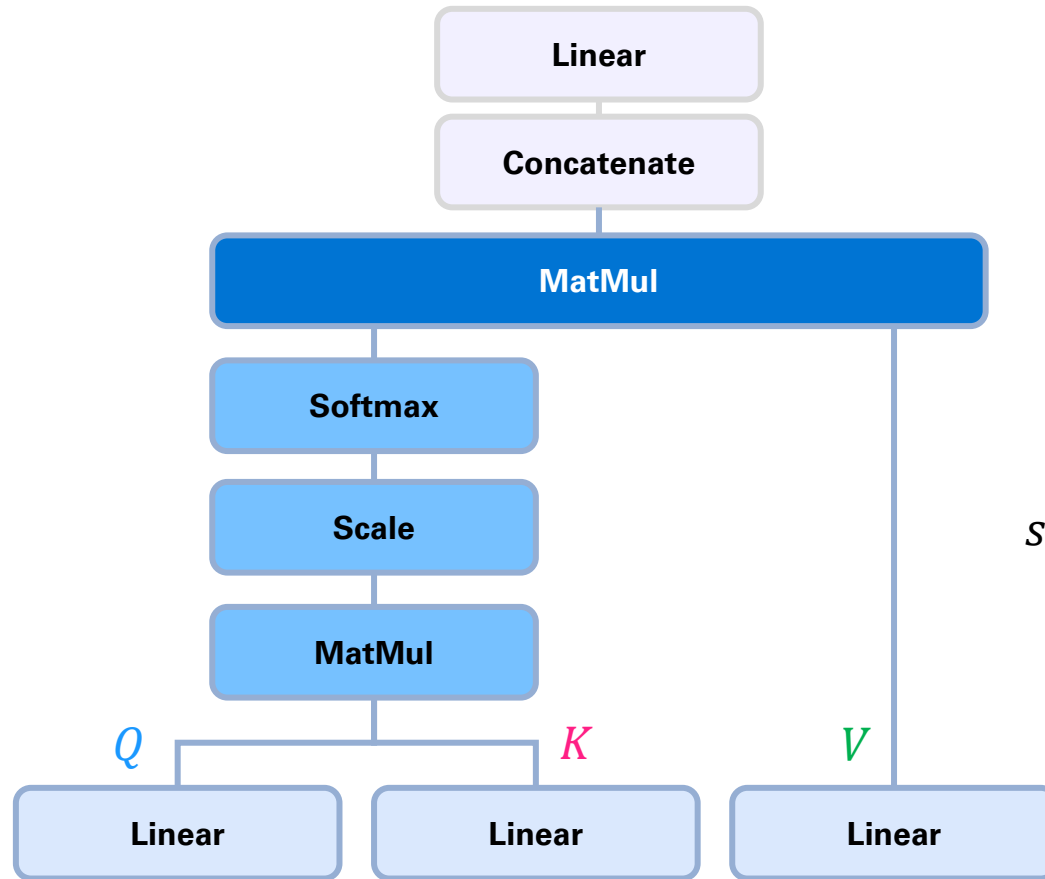 Linear
Concatenate
MatMul
Softmax
Scale
s
MatMul
Q K V
Linear Linear Linear